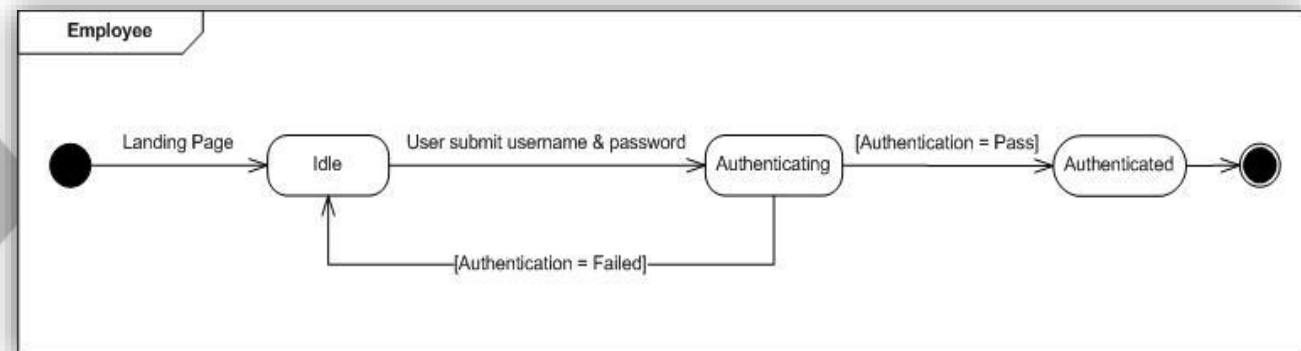 Employee
Landing Page
Idle
User submit username & password
Authenticating
[Authentication = Pass]
Authenticated
[Authentication = Failed]